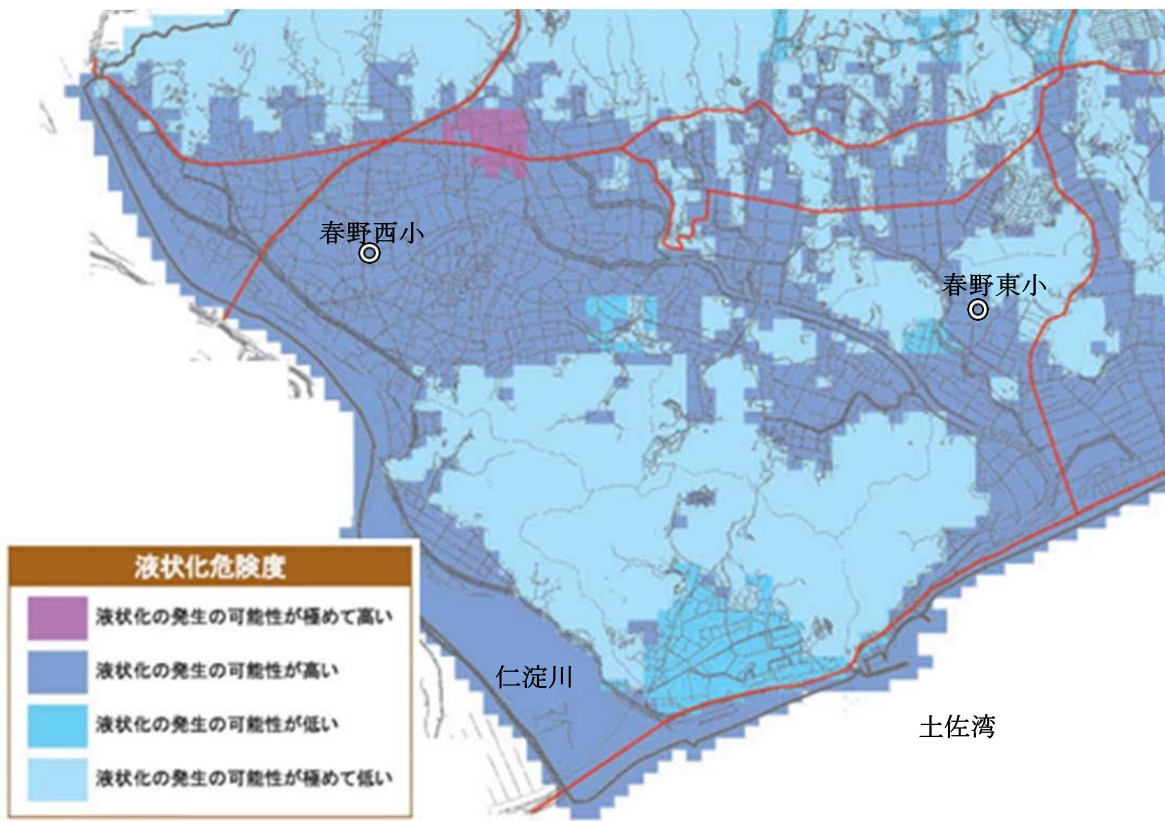 春野西小
春野東小
液状化危険度
液状化の発生の可能性が極めて高い
液状化の発生の可能性が高い
液状化の発生の可能性が低い
液状化の発生の可能性が極めて低い
仁淀川
土佐湾